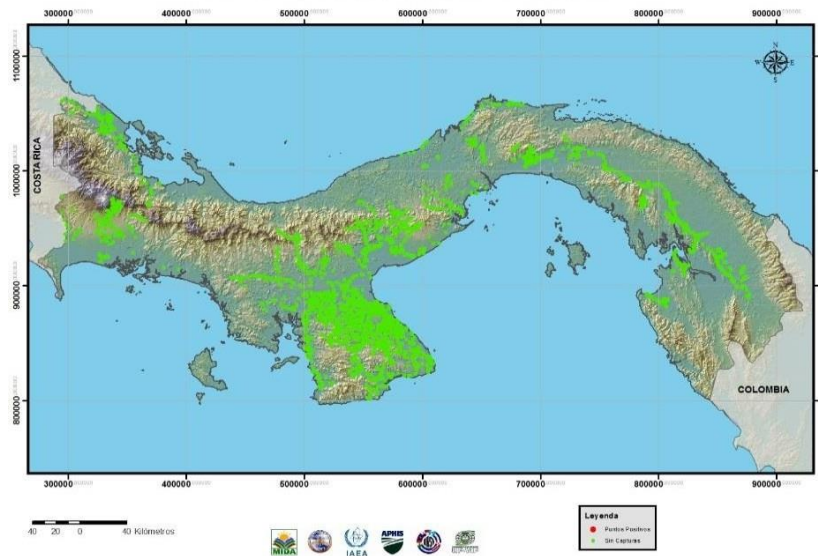 300000 400000 500000 600000 700000 800000 900000
1100000
N
W E
S
COSTA RICA
1000000
900000
COLOMBIA
800000
300000 400000 500000 600000 700000 800000 900000
40 20 0 40 Kilómetros
MIDA
IAEA
APHIS
Leyenda
Puntos Positivos
Sin Capturas